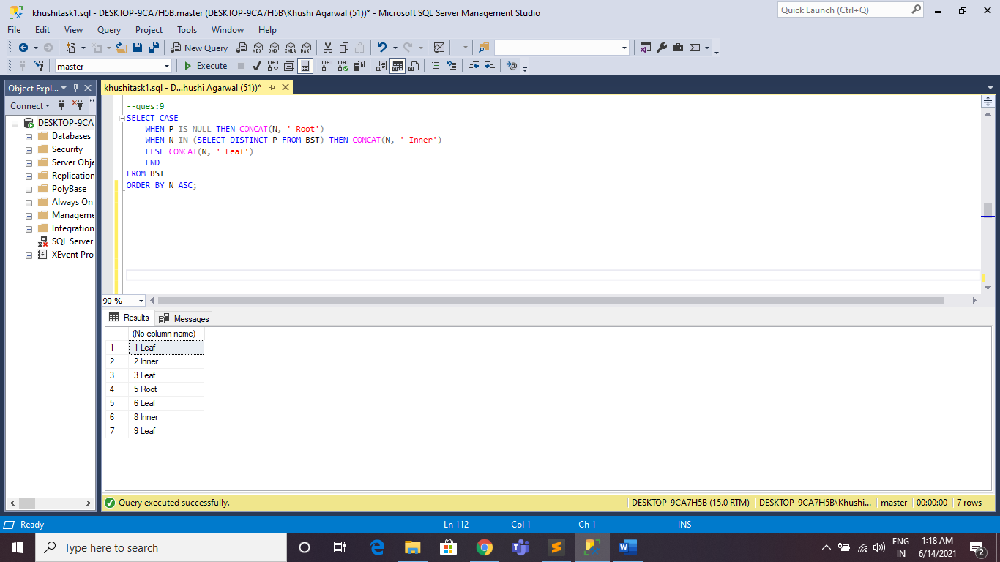 khushitask1.sql - DESKTOP-9CA7H5B.master (DESKTOP-9CA7H5B\Khushi Agarwal (51))* - Microsoft SQL Server Management Studio
Quick Launch (Ctrl+Q)
File Edit View Query Project Tools Window Help
New Query
MDX DMX XMLA DAX
master
Execute
Object Expl...
khushitask1.sql - D...hushi Agarwal (51))*
Connect
DESKTOP-9CA
Databases
Security
Server Obje
Replication
PolyBase
Always On
Manageme
Integration
SQL Server
XEvent Pro
--ques:9
SELECT CASE
WHEN P IS NULL THEN CONCAT(N, ' Root')
WHEN N IN (SELECT DISTINCT P FROM BST) THEN CONCAT(N, ' Inner')
ELSE CONCAT(N, ' Leaf')
END
FROM BST
ORDER BY N ASC;
90 %
Results Messages
(No column name)
1 1 Leaf
2 2 Inner
3 3 Leaf
4 5 Root
5 6 Leaf
6 8 Inner
7 9 Leaf
Query executed successfully.
DESKTOP-9CA7H5B (15.0 RTM) DESKTOP-9CA7H5B\Khushi... master 00:00:00 7 rows
Ready Ln 112 Col 1 Ch 1 INS
Type here to search
ENG
IN
1:18 AM
6/14/2021
2